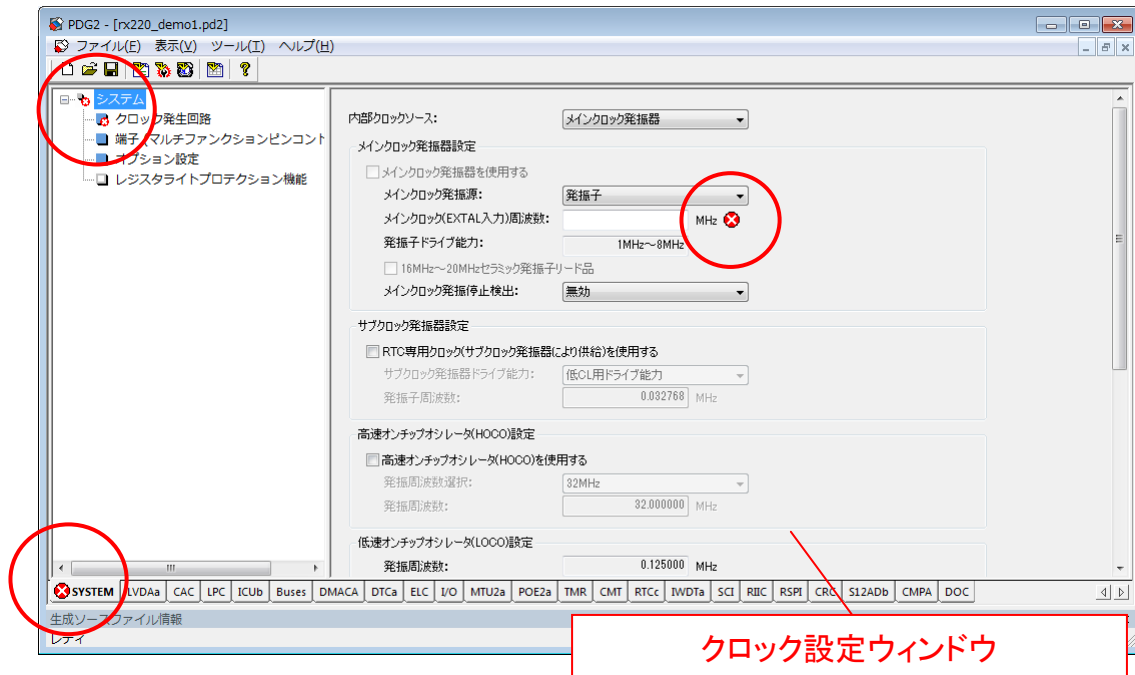 PDG2 - [rx220_demo1.pd2]
ファイル(F) 表示(V) ツール(T) ヘルプ(H)
システム
クロック発生回路
端子 (マルチファンクションピンコント
オプション設定
レジスタライトプロテクション機能
内部クロックソース: メインクロック発振器
メインクロック発振器設定
メインクロック発振器を使用する
メインクロック発振源: 発振子
メインクロック(EXTAL入力)周波数: MHz
発振子ドライブ能力: 1MHz～8MHz
16MHz～20MHzセラミック発振子リード品
メインクロック発振停止検出: 無効
サブクロック発振器設定
RTC専用クロック(サブクロック発振器により供給)を使用する
サブクロック発振器ドライブ能力: 低CL用ドライブ能力
発振子周波数: 0.032768 MHz
高速オンチップオシレータ(HOCO)設定
高速オンチップオシレータ(HOCO)を使用する
発振周波数選択: 32MHz
発振周波数: 32.000000 MHz
低速オンチップオシレータ(LOCO)設定
発振周波数: 0.125000 MHz
SYSTEM LVDAa CAC LPC ICUb Buses DMACA DTCa ELC I/O MTU2a POE2a TMR CMT RTCc IWDTa SCI RIIC RSPI CRC S12ADb CMPA DOC
生成ソースファイル情報
レディ
クロック設定ウィンドウ